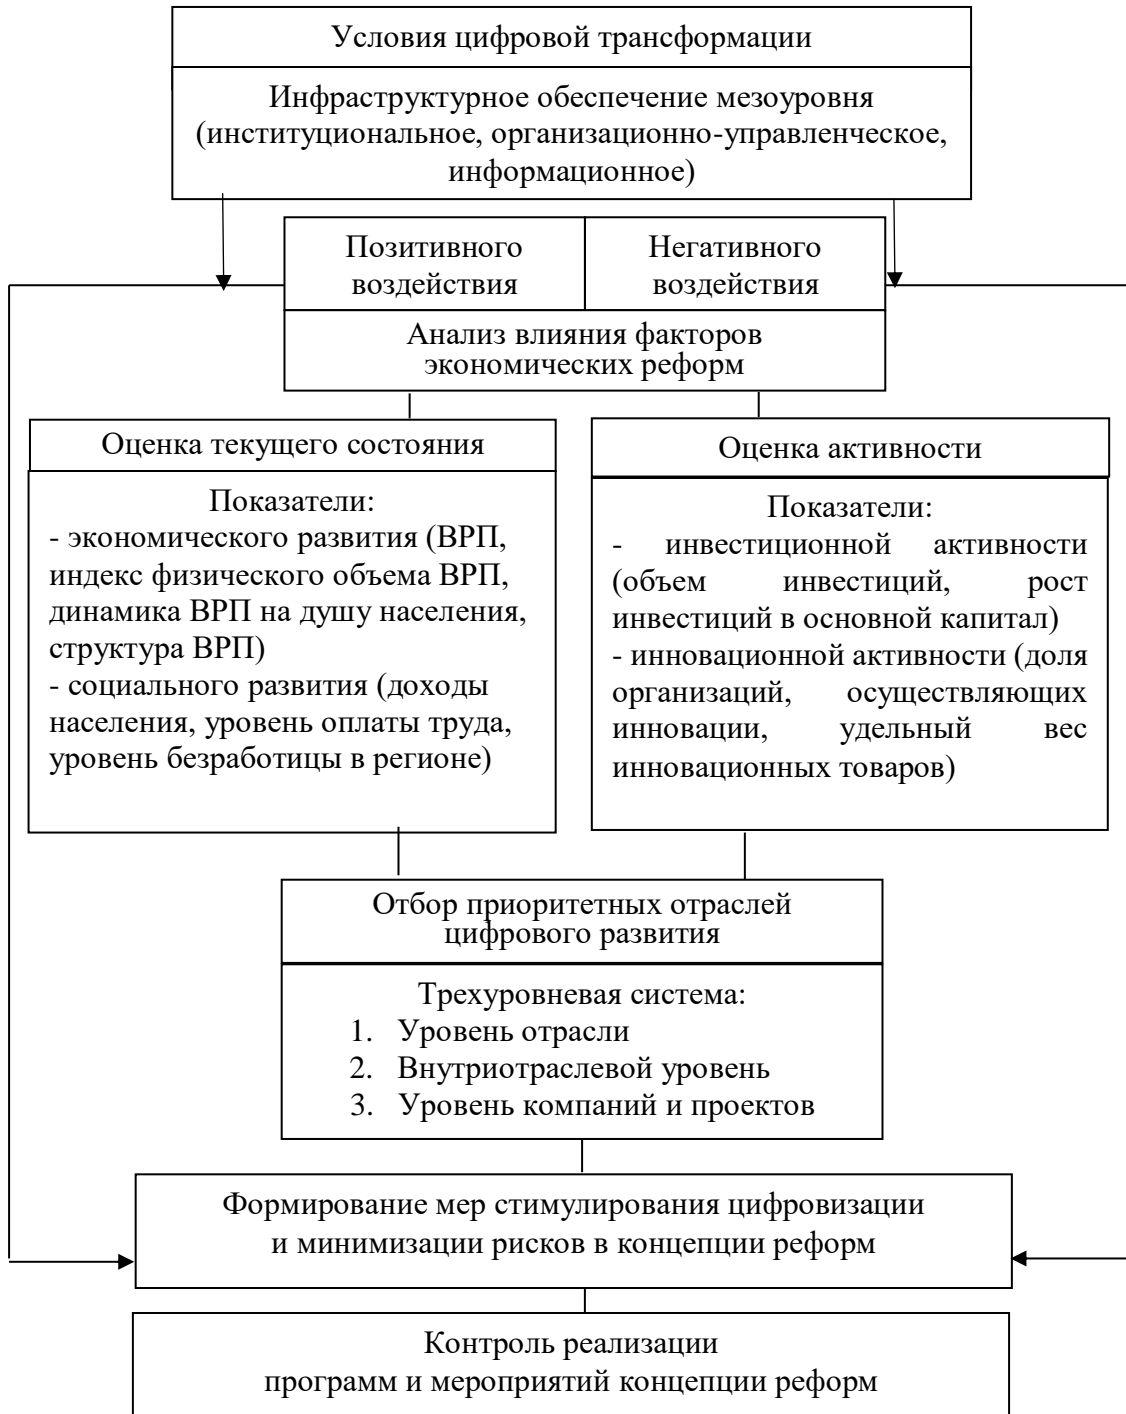 Условия цифровой трансформации
Инфраструктурное обеспечение мезоуровня
(институциональное, организационно-управленческое,
информационное)
Позитивного
воздействия
Негативного
воздействия
Анализ влияния факторов
экономических реформ
Оценка текущего состояния
Показатели:
- экономического развития (ВРП,
индекс физического объема ВРП,
динамика ВРП на душу населения,
структура ВРП)
- социального развития (доходы
населения, уровень оплаты труда,
уровень безработицы в регионе)
Оценка активности
Показатели:
- инвестиционной активности
(объем инвестиций, рост
инвестиций в основной капитал)
- инновационной активности (доля
организаций, осуществляющих
инновации, удельный вес
инновационных товаров)
Отбор приоритетных отраслей
цифрового развития
Трехуровневая система:
1. Уровень отрасли
2. Внутриотраслевой уровень
3. Уровень компаний и проектов
Формирование мер стимулирования цифровизации
и минимизации рисков в концепции реформ
Контроль реализации
программ и мероприятий концепции реформ